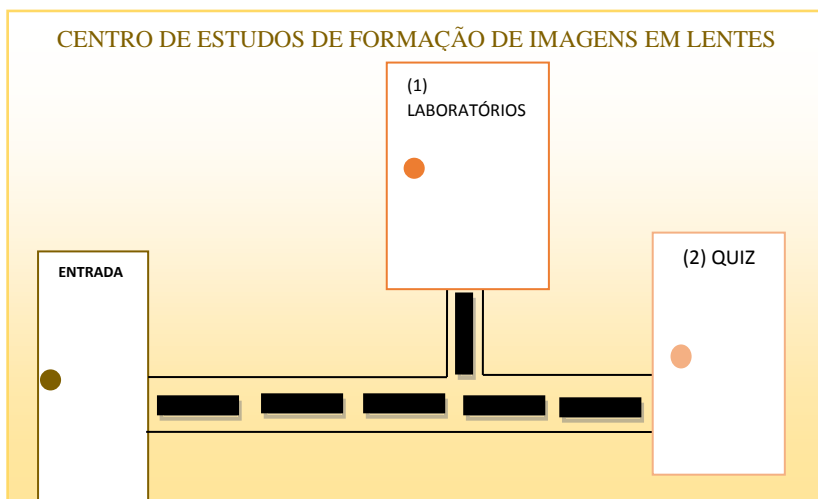 CENTRO DE ESTUDOS DE FORMAÇÃO DE IMAGENS EM LENTES
(1)
LABORATÓRIOS
ENTRADA
(2) QUIZ